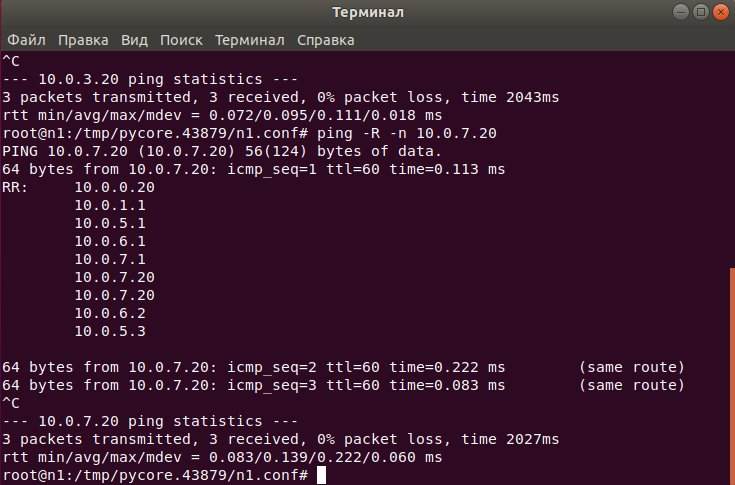 Терминал
Файл Правка Вид Поиск Терминал Справка
^C
--- 10.0.3.20 ping statistics ---
3 packets transmitted, 3 received, 0% packet loss, time 2043ms
rtt min/avg/max/mdev = 0.072/0.095/0.111/0.018 ms
root@n1:/tmp/pycore.43879/n1.conf# ping -R -n 10.0.7.20
PING 10.0.7.20 (10.0.7.20) 56(124) bytes of data.
64 bytes from 10.0.7.20: icmp_seq=1 ttl=60 time=0.113 ms
RR:     10.0.0.20
        10.0.1.1
        10.0.5.1
        10.0.6.1
        10.0.7.1
        10.0.7.20
        10.0.7.20
        10.0.6.2
        10.0.5.3
64 bytes from 10.0.7.20: icmp_seq=2 ttl=60 time=0.222 ms        (same route)
64 bytes from 10.0.7.20: icmp_seq=3 ttl=60 time=0.083 ms        (same route)
^C
--- 10.0.7.20 ping statistics ---
3 packets transmitted, 3 received, 0% packet loss, time 2027ms
rtt min/avg/max/mdev = 0.083/0.139/0.222/0.060 ms
root@n1:/tmp/pycore.43879/n1.conf#